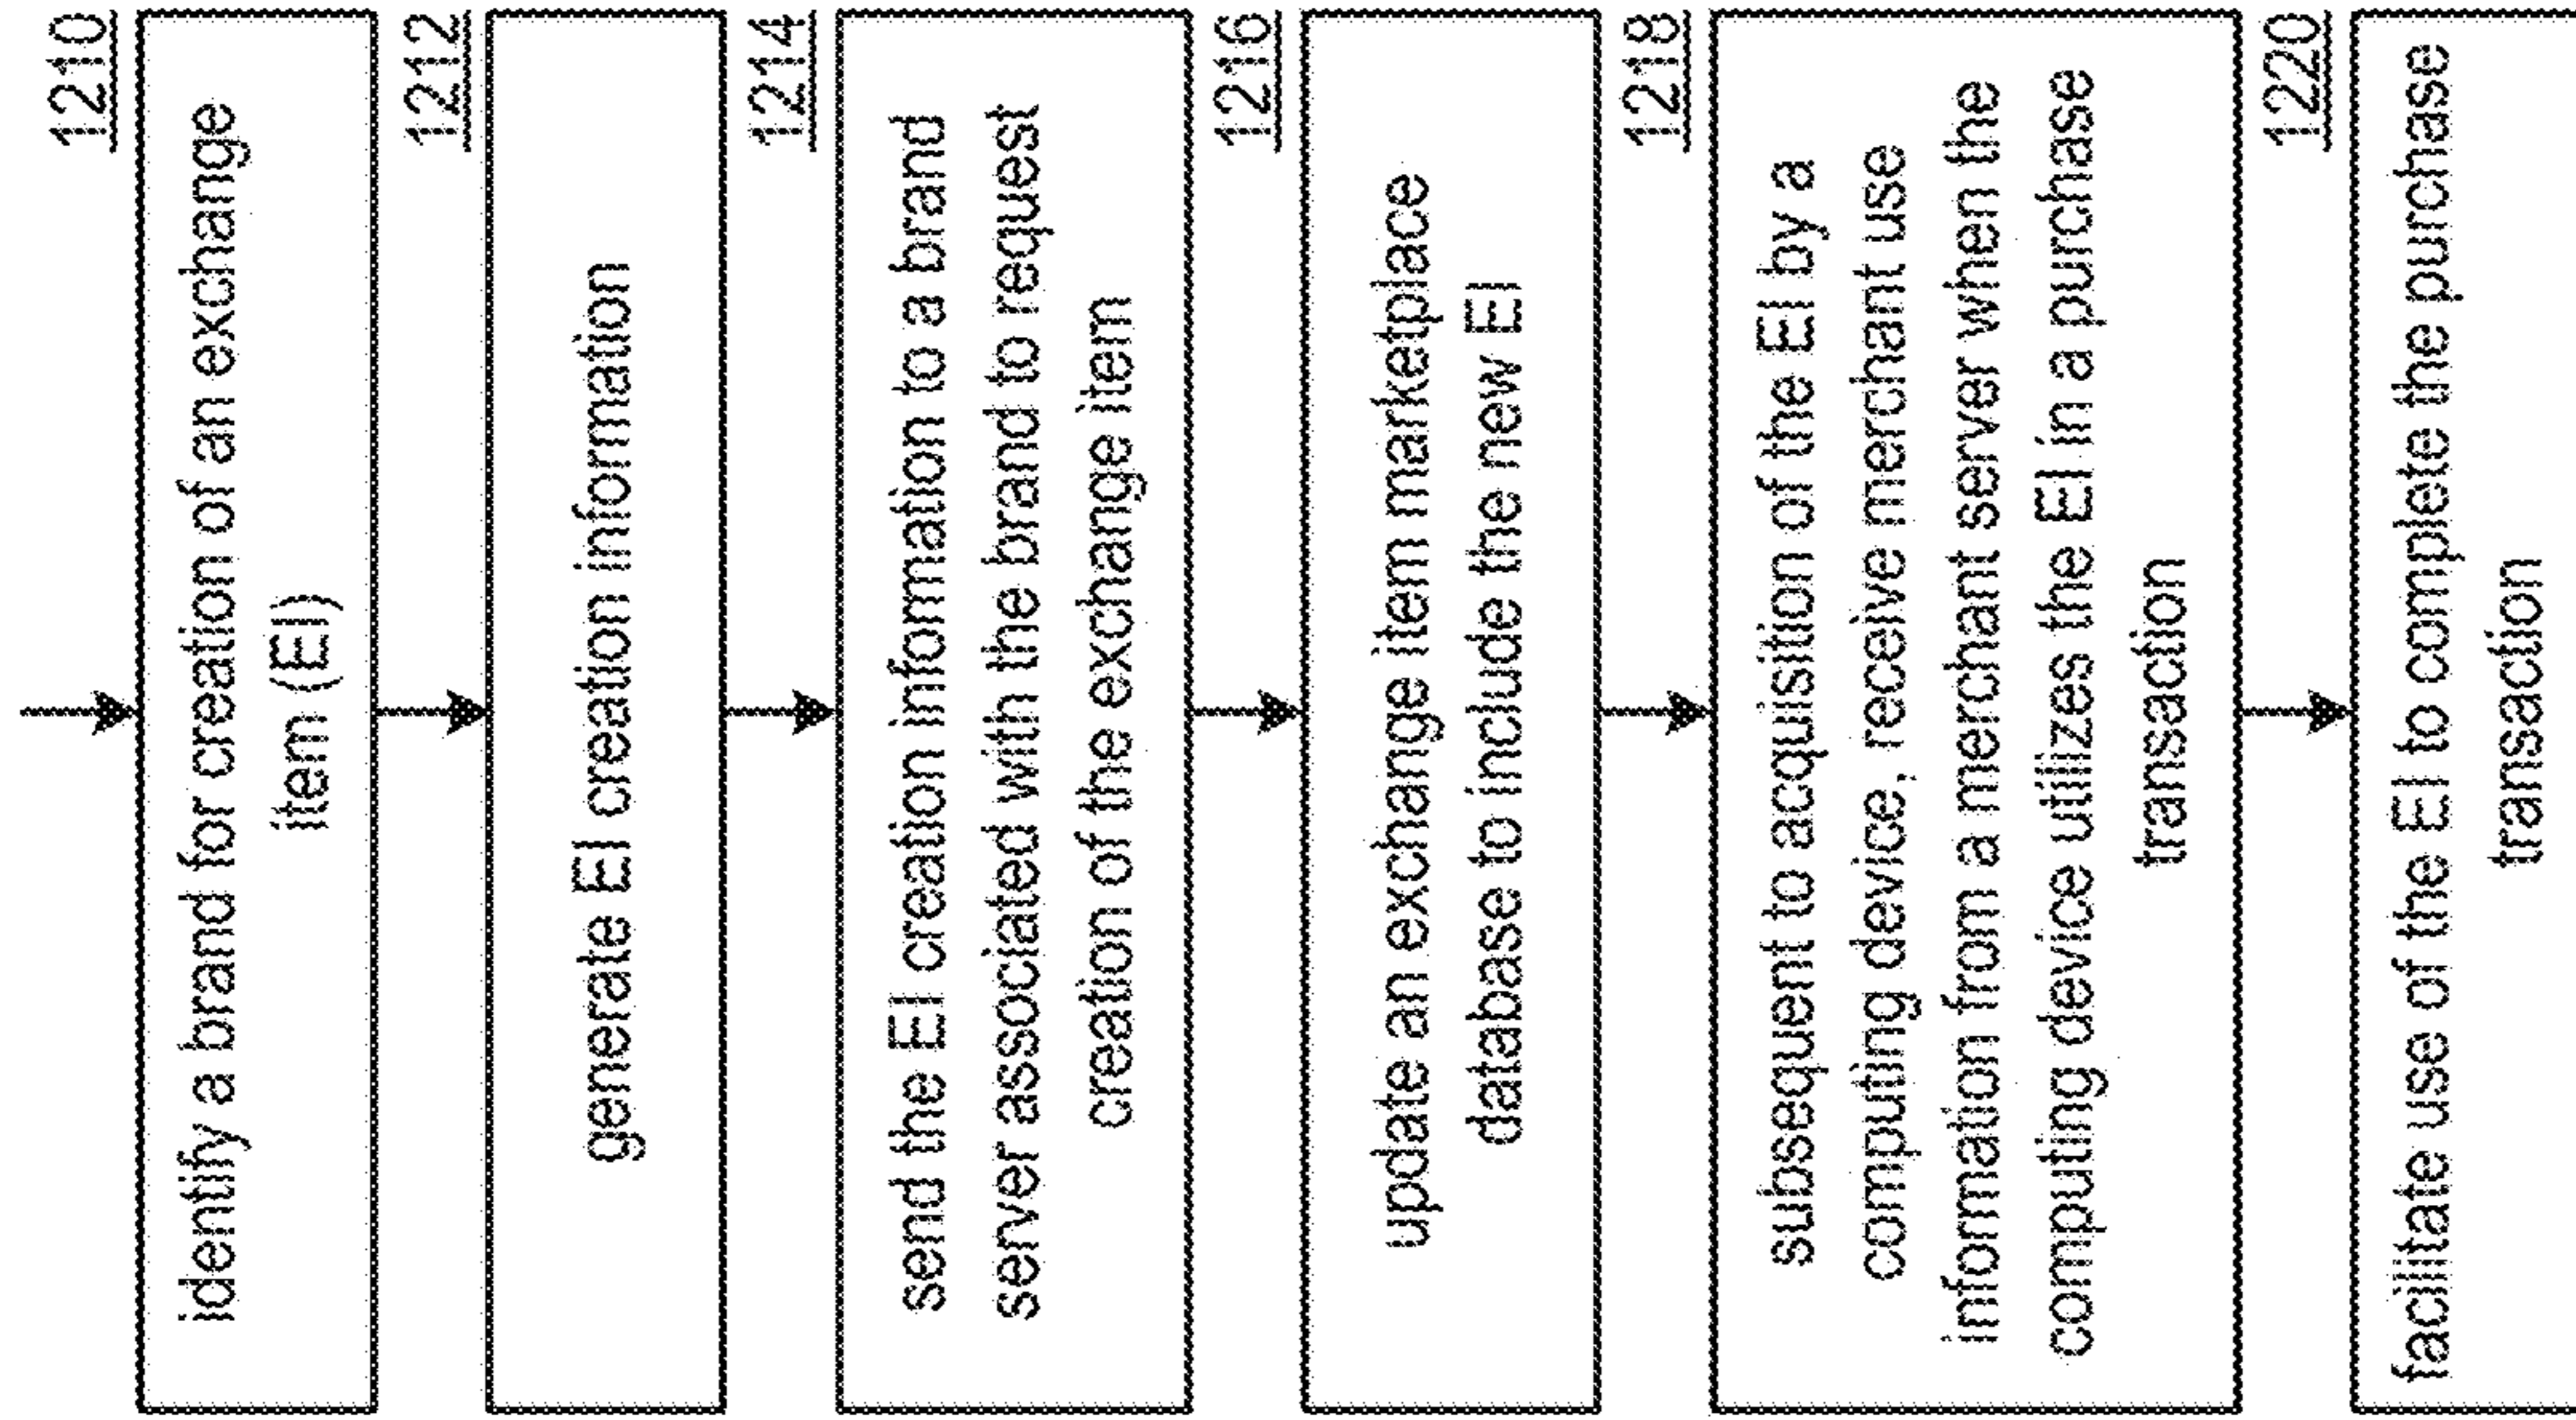 1210
identify a brand for creation of an exchange
item (EI)
1212
generate EI creation information
1214
send the EI creation information to a brand
server associated with the brand to request
creation of the exchange item
1216
update an exchange item marketplace
database to include the new EI
1218
subsequent to acquisition of the EI by a
computing device, receive merchant use
information from a merchant server when the
computing device utilizes the EI in a purchase
transaction
1220
facilitate use of the EI to complete the purchase
transaction